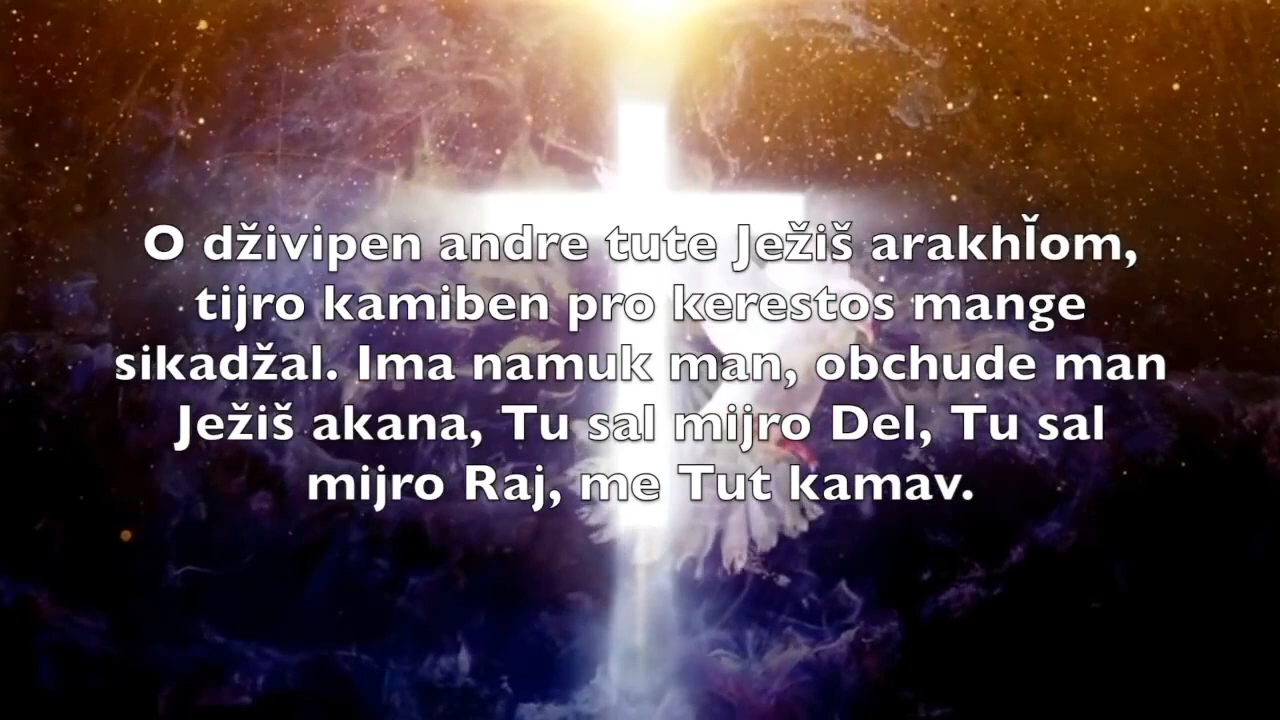 O dživipen andre tute Ježiš arakhľom,
tijro kamiben pro kerestos mange
sikadžal. Ima namuk man, obchude man
Ježiš akana, Tu sal mijro Del, Tu sal
mijro Raj, me Tut kamav.